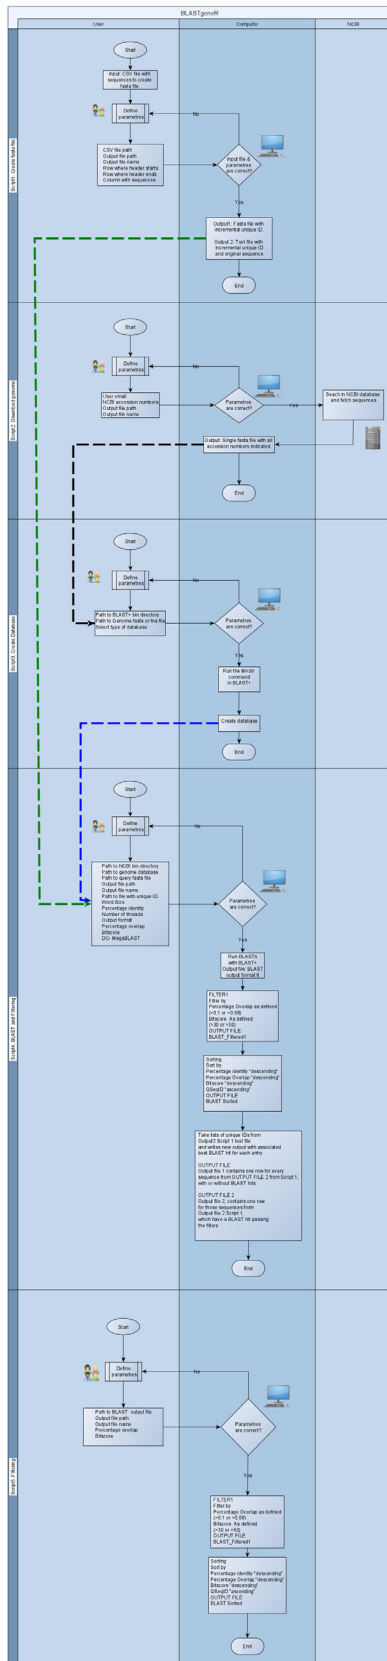 BLASTgeneR
User
Computer
NCBI
Script1. Create fasta file
Start
Input: CSV file with
sequences to create
fasta file.
Define
parametres
No
CSV file path
Output file path
Output file name
Row where header starts
Row where header ends
Column with sequences
Input file &
parametres
are correct?
Yes
Output1: Fasta file with
incremental unique ID.
Output 2: Text file with
incremental unique ID
and original sequence
End
Script 2. Download genome
Start
Define
parametres
No
User email
NCBI accession numbers
Output file path
Output file name
Parametres
are correct?
Yes
Seach in NCBI database
and fetch sequences
Output: Single fasta file with all
accession numbers indicated.
End
Script 3. Create Database
Start
Define
parametres
No
Path to BLAST+ bin directory
Path to Genome fasta or fna file
Select type of database
Parametres
are correct?
Yes
Run the
command
in BLAST+
Create database
End
Script4. BLAST and Filtering
Start
Define
parametres
No
Path to NCBI bin directory
Path to genome database
Path to query fasta file
Output file path
Output file name
Path to file with unique ID
Word Size
Percentage identity
Number of threads
Output format
Percentage overlap
Bitscore
DC- MegaBLAST
Parametres
are correct?
Yes
Run BLASTn
with BLAST+
Output file: BLAST
output format 6
FILTER1
Filter by
Percentage Overlap as defined
(>0.1 or >0.08)
Bitscore As defined
(>30 or >50)
OUTPUT FILE:
BLAST_Filtered1
Sorting
Sort by
Percentage identity "descending"
Percentage Overlap "descending"
Bitscore "descending"
QSeqID "ascending"
OUTPUT FILE
BLAST Sorted
Take lists of unique IDs from
Output2 Script 1 text file
and writes new output with associated
best BLAST hit for each entry
OUTPUT FILE
Output file 1 contains one row for every
sequence from OUTPUT FILE 2 from Script 1,
with or without BLAST hits.
OUTPUT FILE 2
Output file 2, contains one row
for those sequences from
Output file 2 Script 1,
which have a BLAST hit passing
the filters
End
Script5. Filtering
Start
Define
parametres
No
Path to BLAST output file
Output file path
Output file name
Percentage overlap
Bitscore
Parametres
are correct?
Yes
FILTER1
Filter by
Percentage Overlap as defined
(>0.1 or >0.08)
Bitscore As defined
(>30 or >50)
OUTPUT FILE:
BLAST_Filtered1
Sorting
Sort by
Percentage identity "descending"
Percentage Overlap "descending"
Bitscore "descending"
QSeqID "ascending"
OUTPUT FILE
BLAST Sorted
End